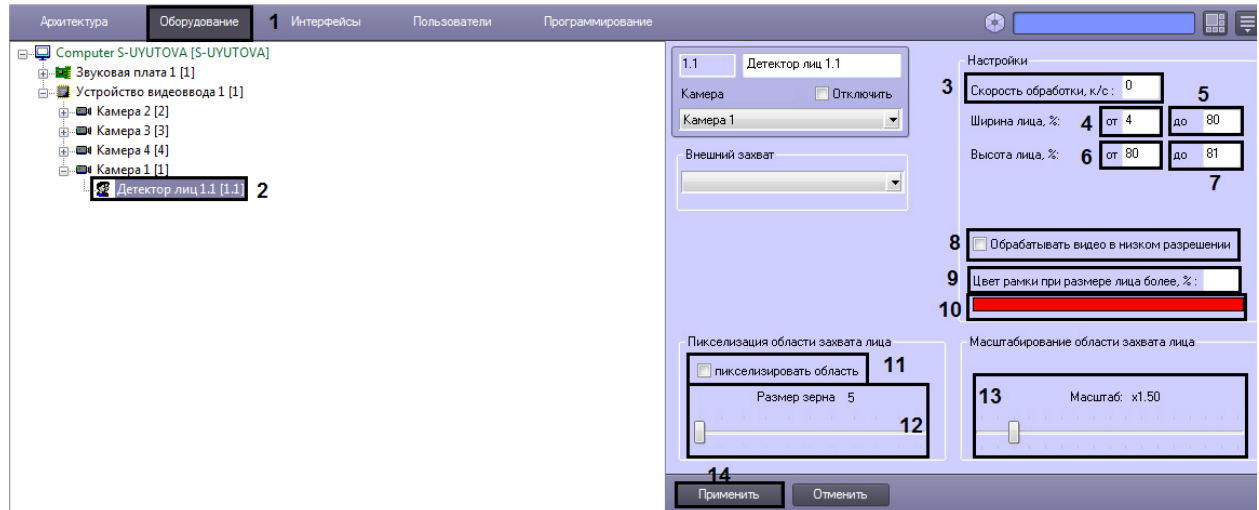 Архитектура Оборудование 1 Интерфейсы Пользователи Программирование
Computer S-UYUTOVA [S-UYUTOVA]
Звуковая плата 1 [1]
Устройство видеоввода 1 [1]
Камера 2 [2]
Камера 3 [3]
Камера 4 [4]
Камера 1 [1]
Детектор лиц 1.1 [1.1] 2
1.1 Детектор лиц 1.1
Камера Отключить
Камера 1
Внешний захват
Настройки
3 Скорость обработки, к/с : 0 5
Ширина лица, %: 4 от 4 до 80
Высота лица, %: 6 от 80 до 81
7
8 Обрабатывать видео в низком разрешении
9 Цвет рамки при размере лица более, % :
10
Пикселизация области захвата лица
пикселизировать область 11
Размер зерна 5
12
Масштабирование области захвата лица
13 Масштаб: x1.50
14
Применить Отменить